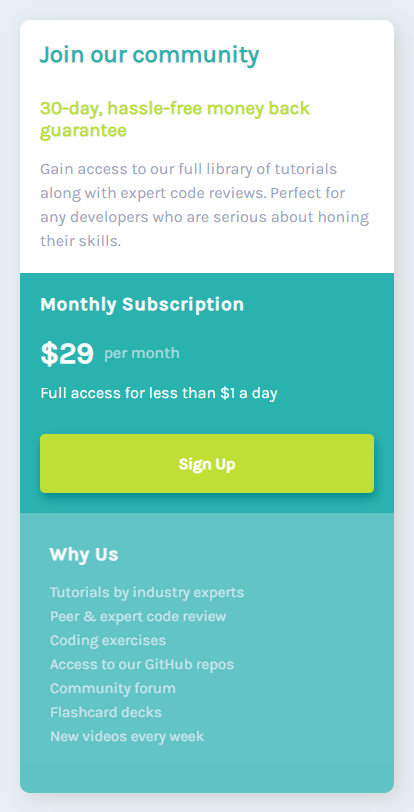 Join our community
30-day, hassle-free money back
guarantee
Gain access to our full library of tutorials
along with expert code reviews. Perfect for
any developers who are serious about honing
their skills.
Monthly Subscription
$29 per month
Full access for less than $1 a day
Sign Up
Why Us
Tutorials by industry experts
Peer & expert code review
Coding exercises
Access to our GitHub repos
Community forum
Flashcard decks
New videos every week